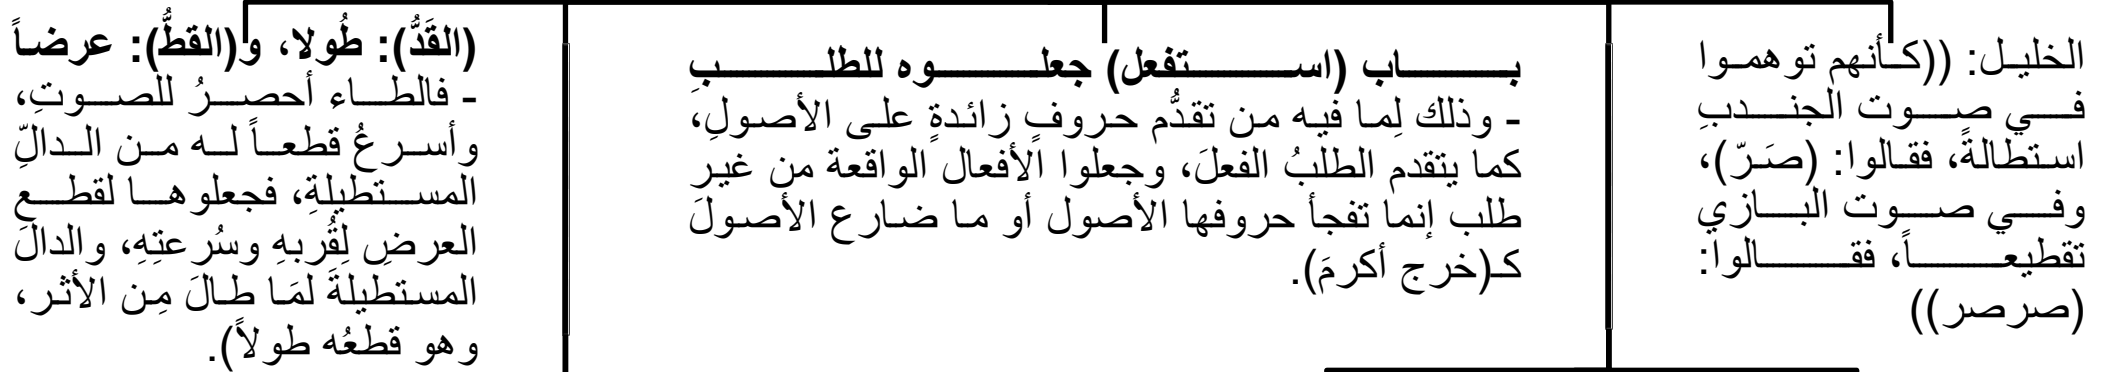 الخليل: ((كأنهم توهموا
في صوت الجندبِ
استطالةً، فقالوا: (صَرّ)،
وفي صوت البازي
تقطيعاً، فقالوا:
(صرصر))
باب (استفعل) جعلوه للطلبِ
- وذلك لِما فيه من تقدُّم حروفٍ زائدةٍ على الأصولِ،
كما يتقدم الطلبُ الفعلَ، وجعلوا الأفعال الواقعة من غير
طلب إنما تفجأ حروفها الأصول أو ما ضارع الأصولَ
كـ(خرج أكرمَ).
(القَدُّ): طُولا، و(القطُّ): عرضاً
- فالطاء أحصرُ للصوتِ،
وأسرعُ قطعاً له من الدالِّ
المستطيلةِ، فجعلوها لقطعِ
العرضِ لِقُربهِ وسُرعتِهِ، والدالَ
المستطيلةَ لمَا طالَ مِن الأثر،
وهو قطعُه طولاً).